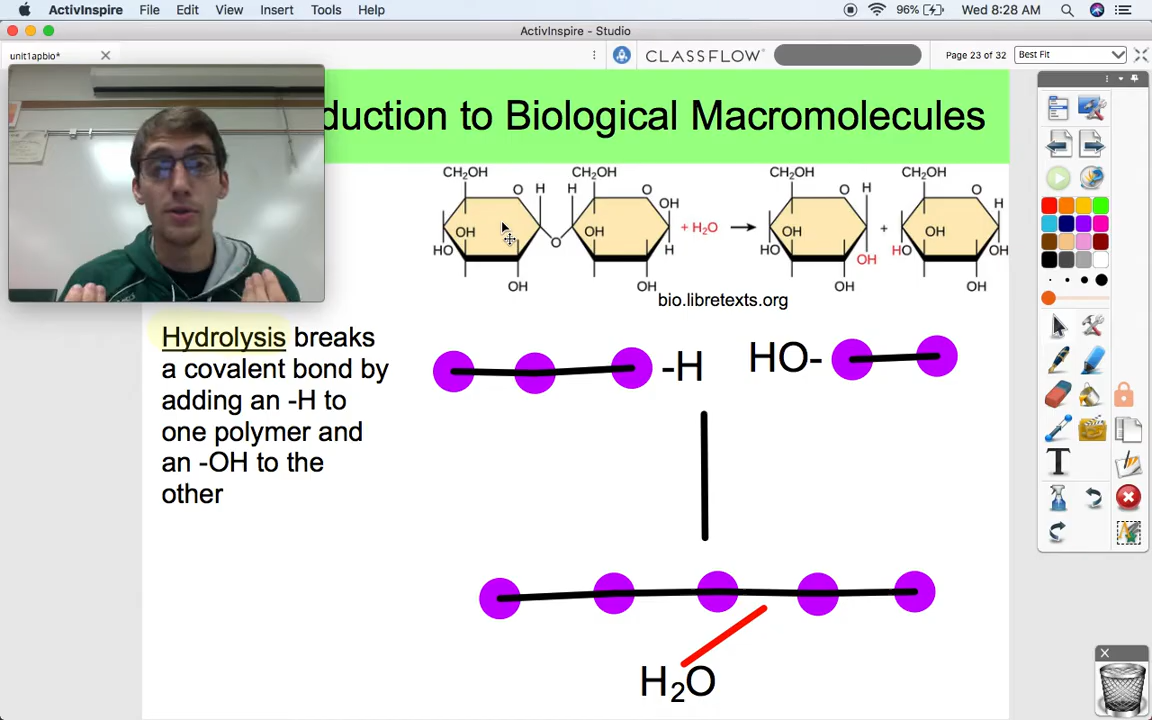 ActivInspire File Edit View Insert Tools Help 96% Wed 8:28 AM
ActivInspire - Studio
unit1apbio* CLASSFLOW Page 23 of 32 Best Fit
duction to Biological Macromolecules
CH₂OH CH₂OH CH₂OH CH₂OH
O H H O O H O
OH H
OH OH + H₂O OH + OH
HO O H HO OH HO OH
OH OH OH OH
bio.libretexts.org
Hydrolysis breaks
a covalent bond by
adding an -H to
one polymer and
an -OH to the
other
-H HO-
H₂O
T